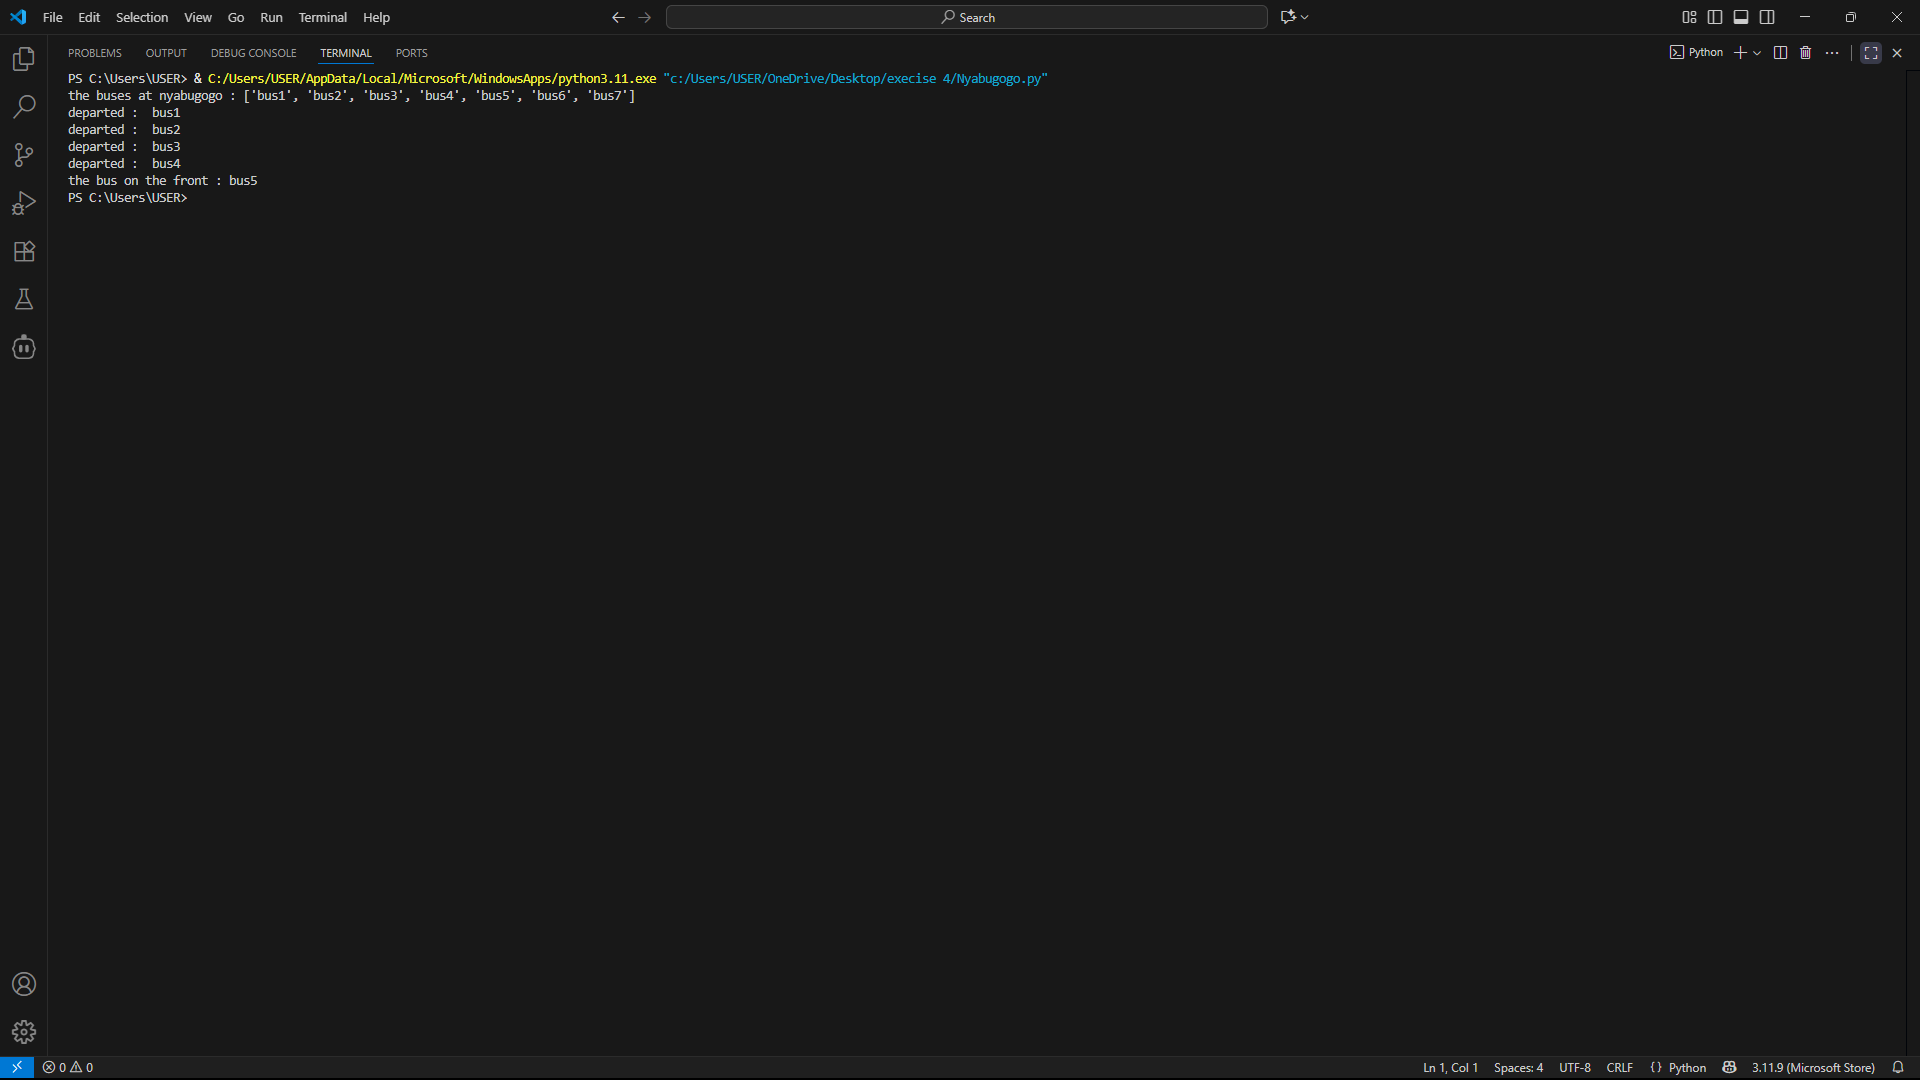 File Edit Selection View Go Run Terminal Help Search
PROBLEMS OUTPUT DEBUG CONSOLE TERMINAL PORTS Python
PS C:\Users\USER> & C:/Users/USER/AppData/Local/Microsoft/WindowsApps/python3.11.exe "c:/Users/USER/OneDrive/Desktop/execise 4/Nyabugogo.py"
the buses at nyabugogo : ['bus1', 'bus2', 'bus3', 'bus4', 'bus5', 'bus6', 'bus7']
departed :  bus1
departed :  bus2
departed :  bus3
departed :  bus4
the bus on the front : bus5
PS C:\Users\USER>
0 0 Ln 1, Col 1 Spaces: 4 UTF-8 CRLF {} Python 3.11.9 (Microsoft Store)